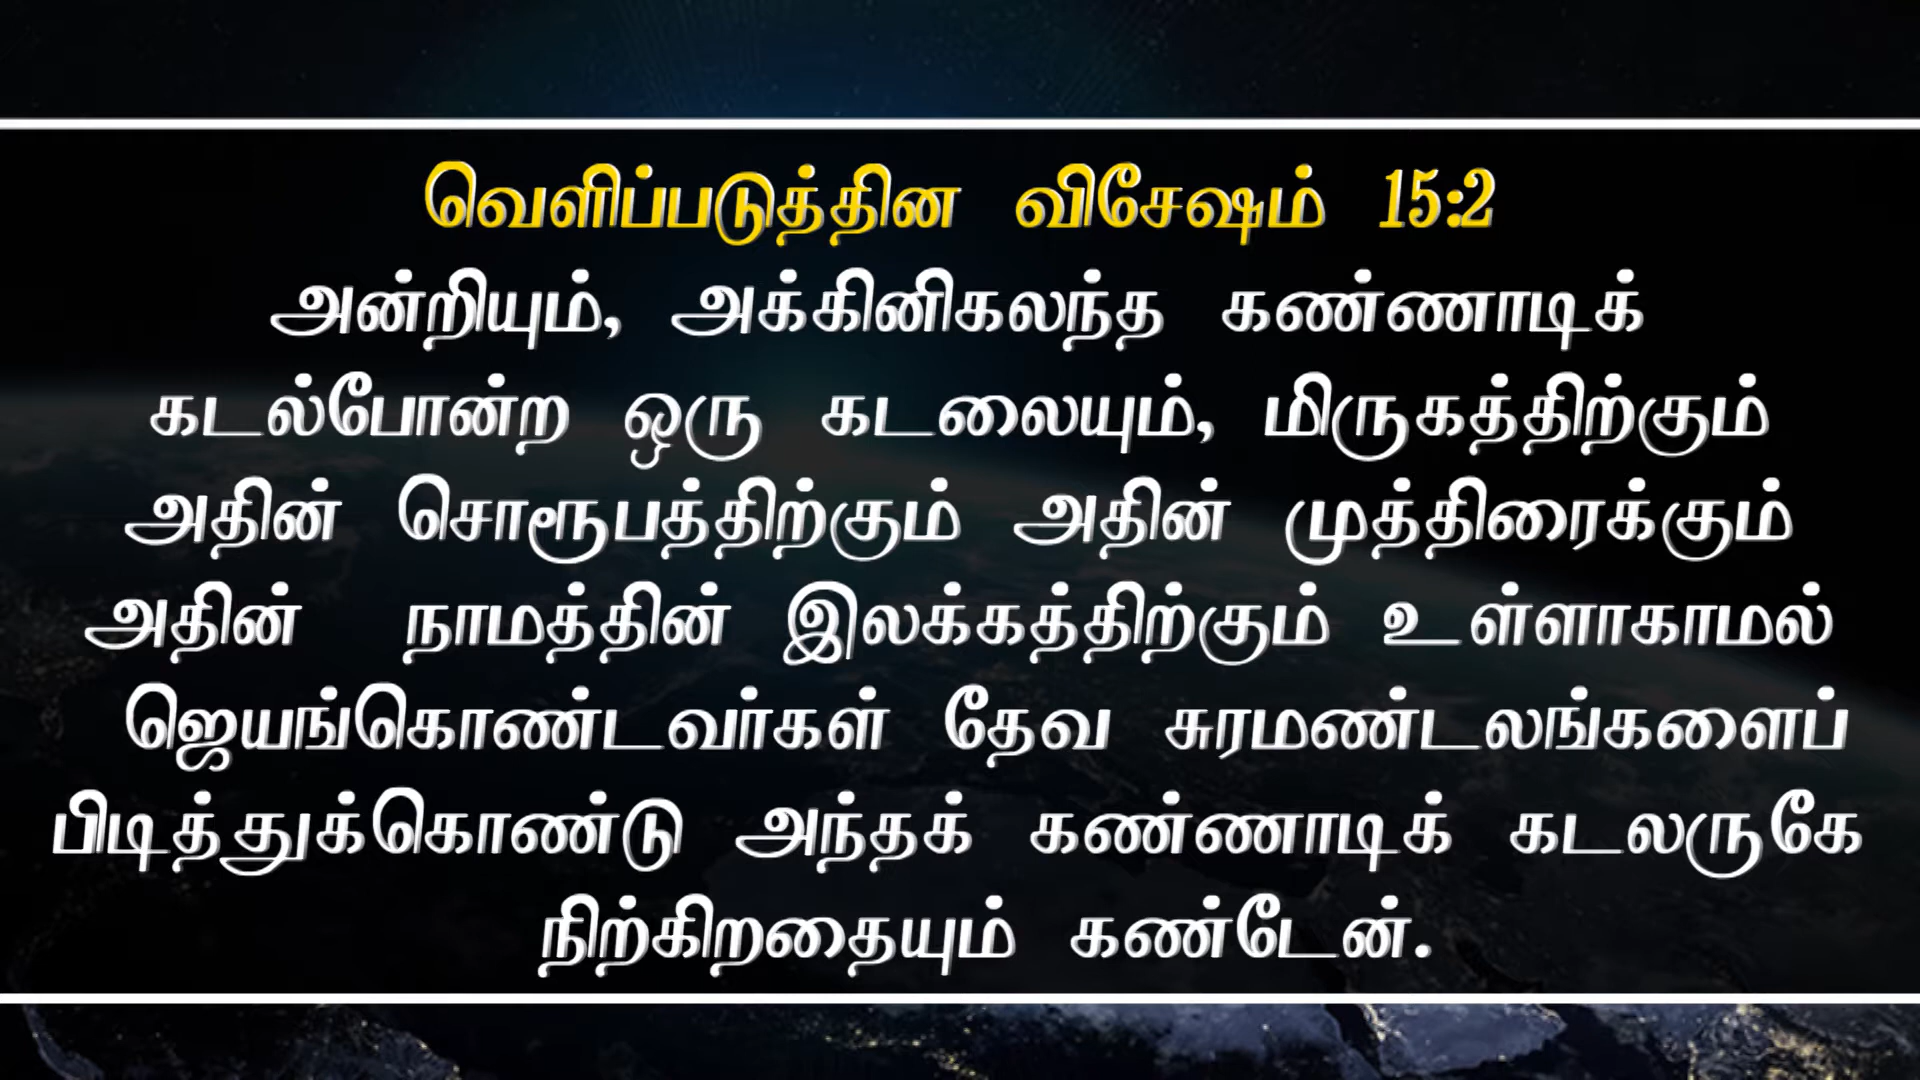 வெளிப்படுத்தின விசேஷம் 15:2
அன்றியும், அக்கினிகலந்த கண்ணாடிக்
கடல்போன்ற ஒரு கடலையும், மிருகத்திற்கும்
அதின் சொரூபத்திற்கும் அதின் முத்திரைக்கும்
அதின் நாமத்தின் இலக்கத்திற்கும் உள்ளாகாமல்
ஜெயங்கொண்டவர்கள் தேவ சுரமண்டலங்களைப்
பிடித்துக்கொண்டு அந்தக் கண்ணாடிக் கடலருகே
நிற்கிறதையும் கண்டேன்.